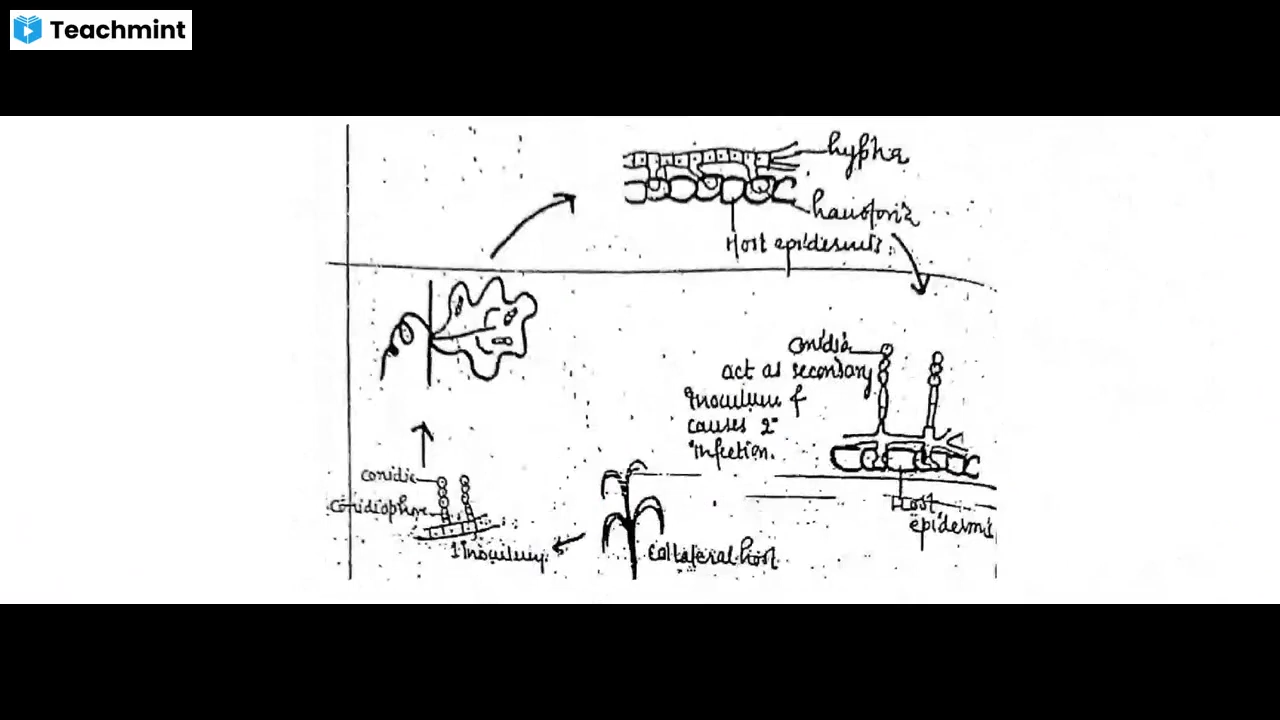 Teachmint
hypha
haustoria
Host epidermis
conidia
act as secondary
inoculum &
causes 2°
infection.
conidia
conidiophore
1° inoculum
collateral host
Host
epidermis